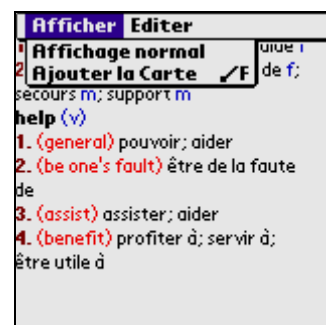 Afficher Editer
Affichage normal
Ajouter la Carte /F de f;
secours m; support m
help (v)
1. (general) pouvoir; aider
2. (be one's fault) être de la faute
de
3. (assist) assister; aider
4. (benefit) profiter à; servir à;
être utile à